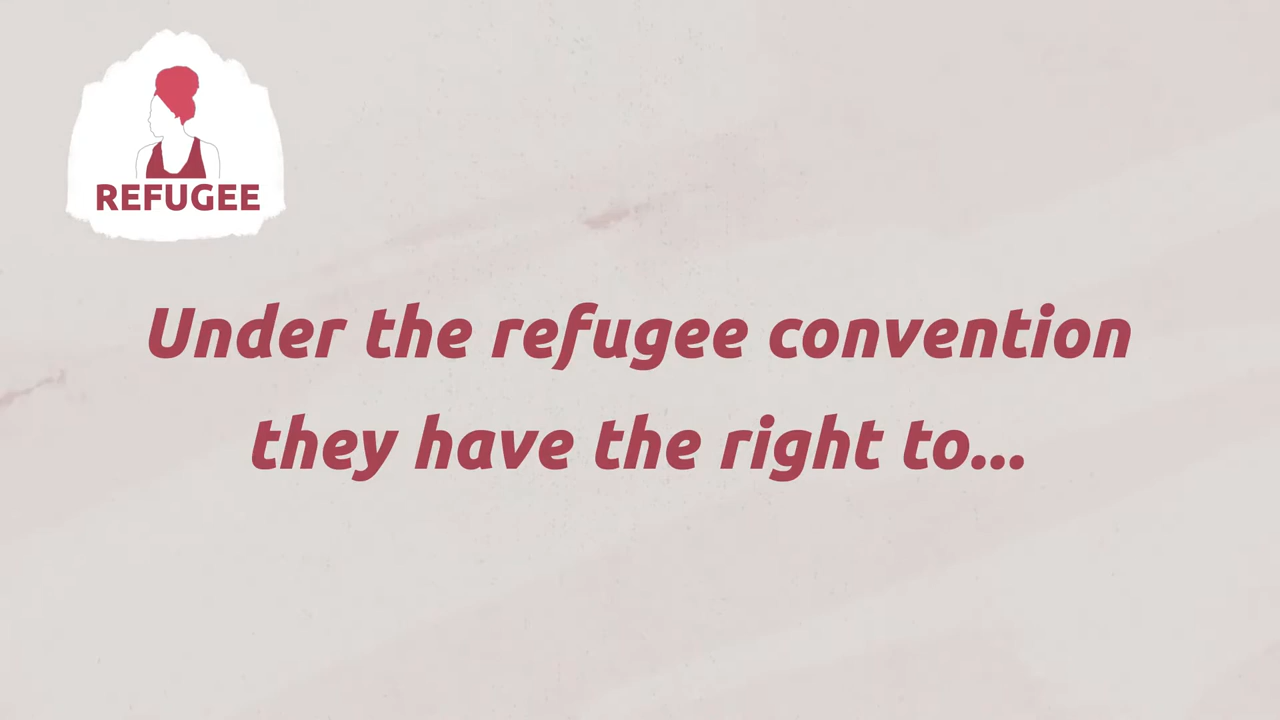 REFUGEE
Under the refugee convention
they have the right to...